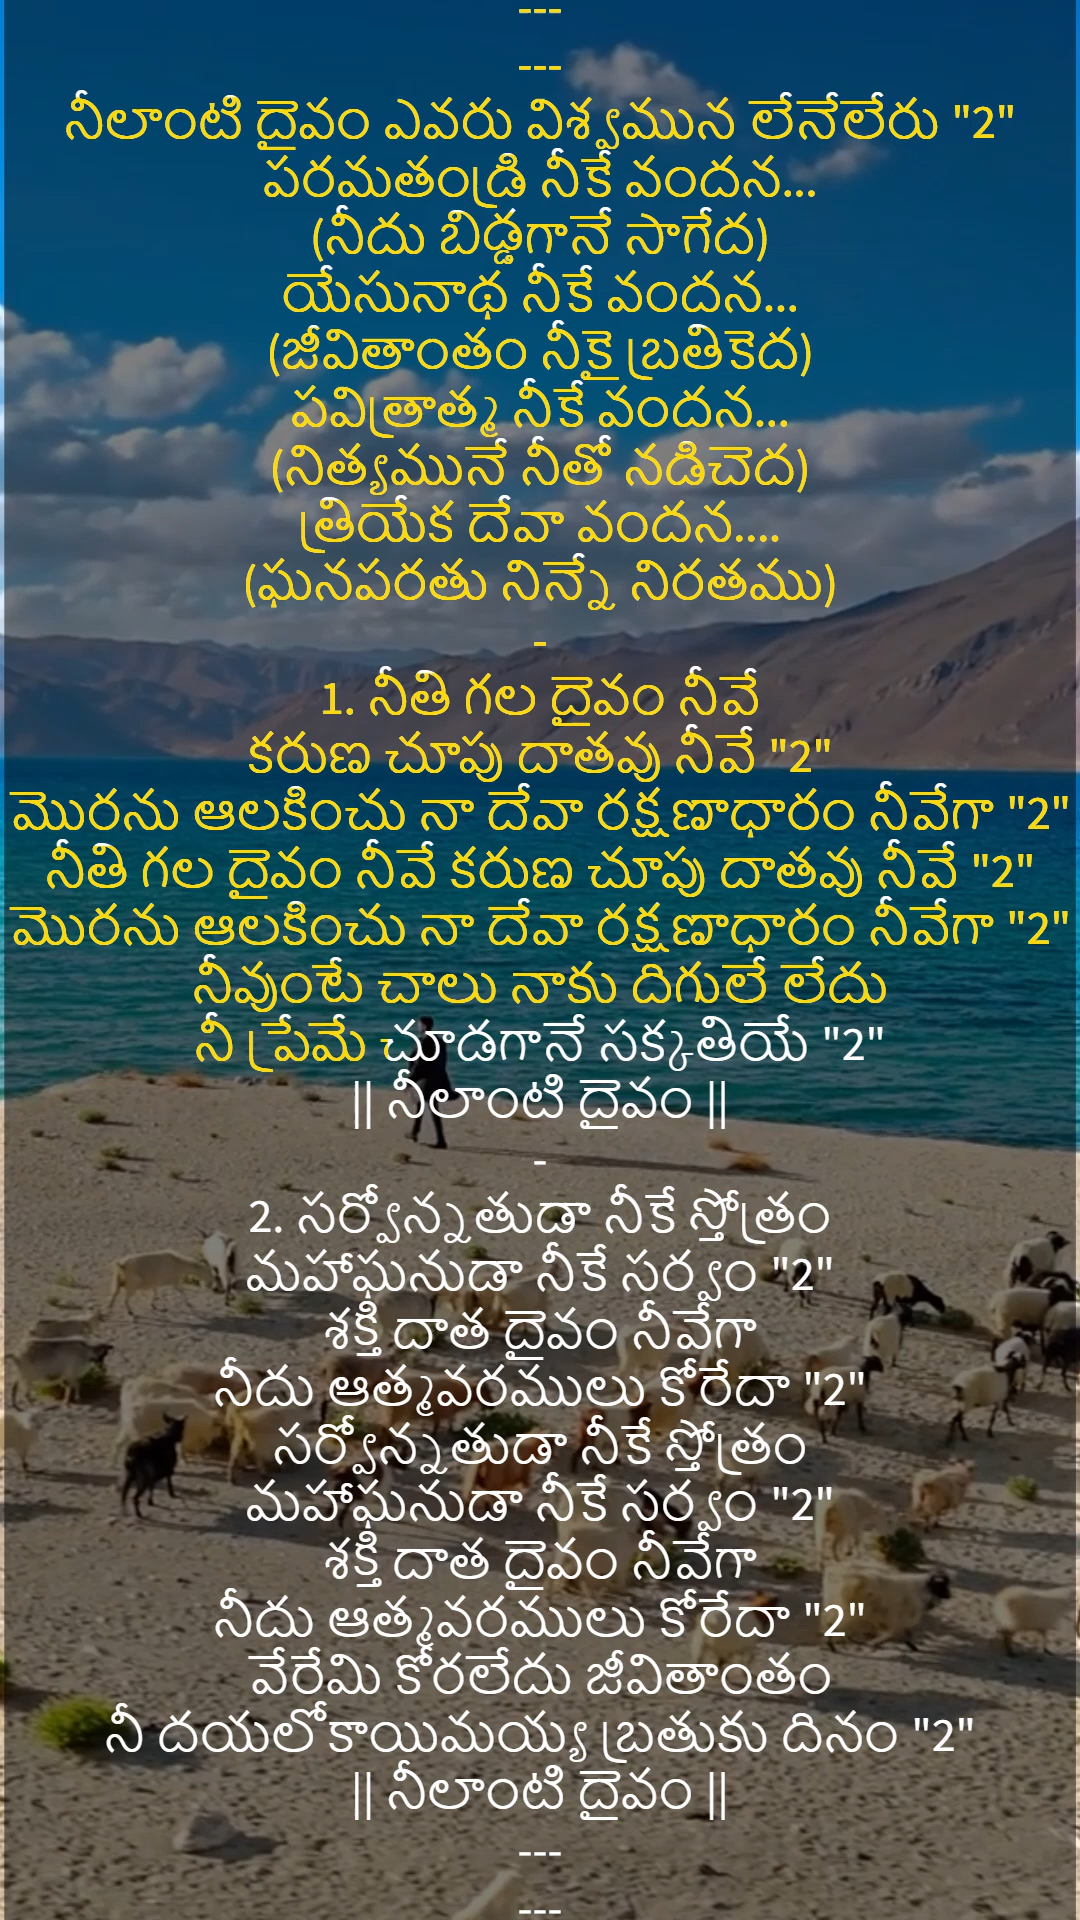 ---
---
నీలాంటి దైవం ఎవరు విశ్వమున లేనేలేరు "2"
పరమతండ్రి నీకే వందన...
(నీదు బిడ్డగానే సాగేద)
యేసునాథ నీకే వందన...
(జీవితాంతం నీకై బ్రతికెద)
పవిత్రాత్మ నీకే వందన...
(నిత్యమునే నీతో నడిచెద)
త్రియేక దేవా వందన....
(ఘనపరతు నిన్నే నిరతము)
-
1. నీతి గల దైవం నీవే
కరుణ చూపు దాతవు నీవే "2"
మొరను ఆలకించు నా దేవా రక్షణాధారం నీవేగా "2"
నీతి గల దైవం నీవే కరుణ చూపు దాతవు నీవే "2"
మొరను ఆలకించు నా దేవా రక్షణాధారం నీవేగా "2"
నీవుంటే చాలు నాకు దిగులే లేదు
నీ ప్రేమే చూడగానే సక్కతియే "2"
|| నీలాంటి దైవం ||
-
2. సర్వోన్నతుడా నీకే స్తోత్రం
మహాఘనుడా నీకే సర్వం "2"
శక్తి దాత దైవం నీవేగా
నీదు ఆత్మవరములు కోరేదా "2"
సర్వోన్నతుడా నీకే స్తోత్రం
మహాఘనుడా నీకే సర్వం "2"
శక్తి దాత దైవం నీవేగా
నీదు ఆత్మవరములు కోరేదా "2"
వేరేమి కోరలేదు జీవితాంతం
నీ దయలోకాయిమయ్య బ్రతుకు దినం "2"
|| నీలాంటి దైవం ||
---
---